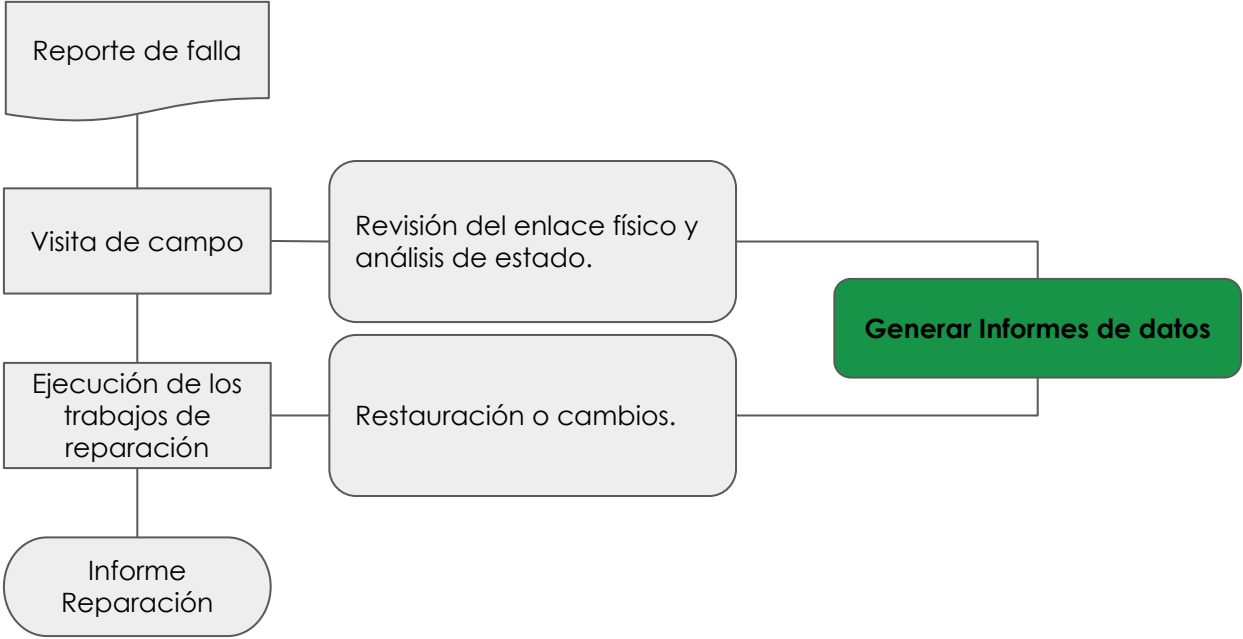 Reporte de falla
Visita de campo
Revisión del enlace físico y
análisis de estado.
Generar Informes de datos
Ejecución de los
trabajos de
reparación
Restauración o cambios.
Informe
Reparación